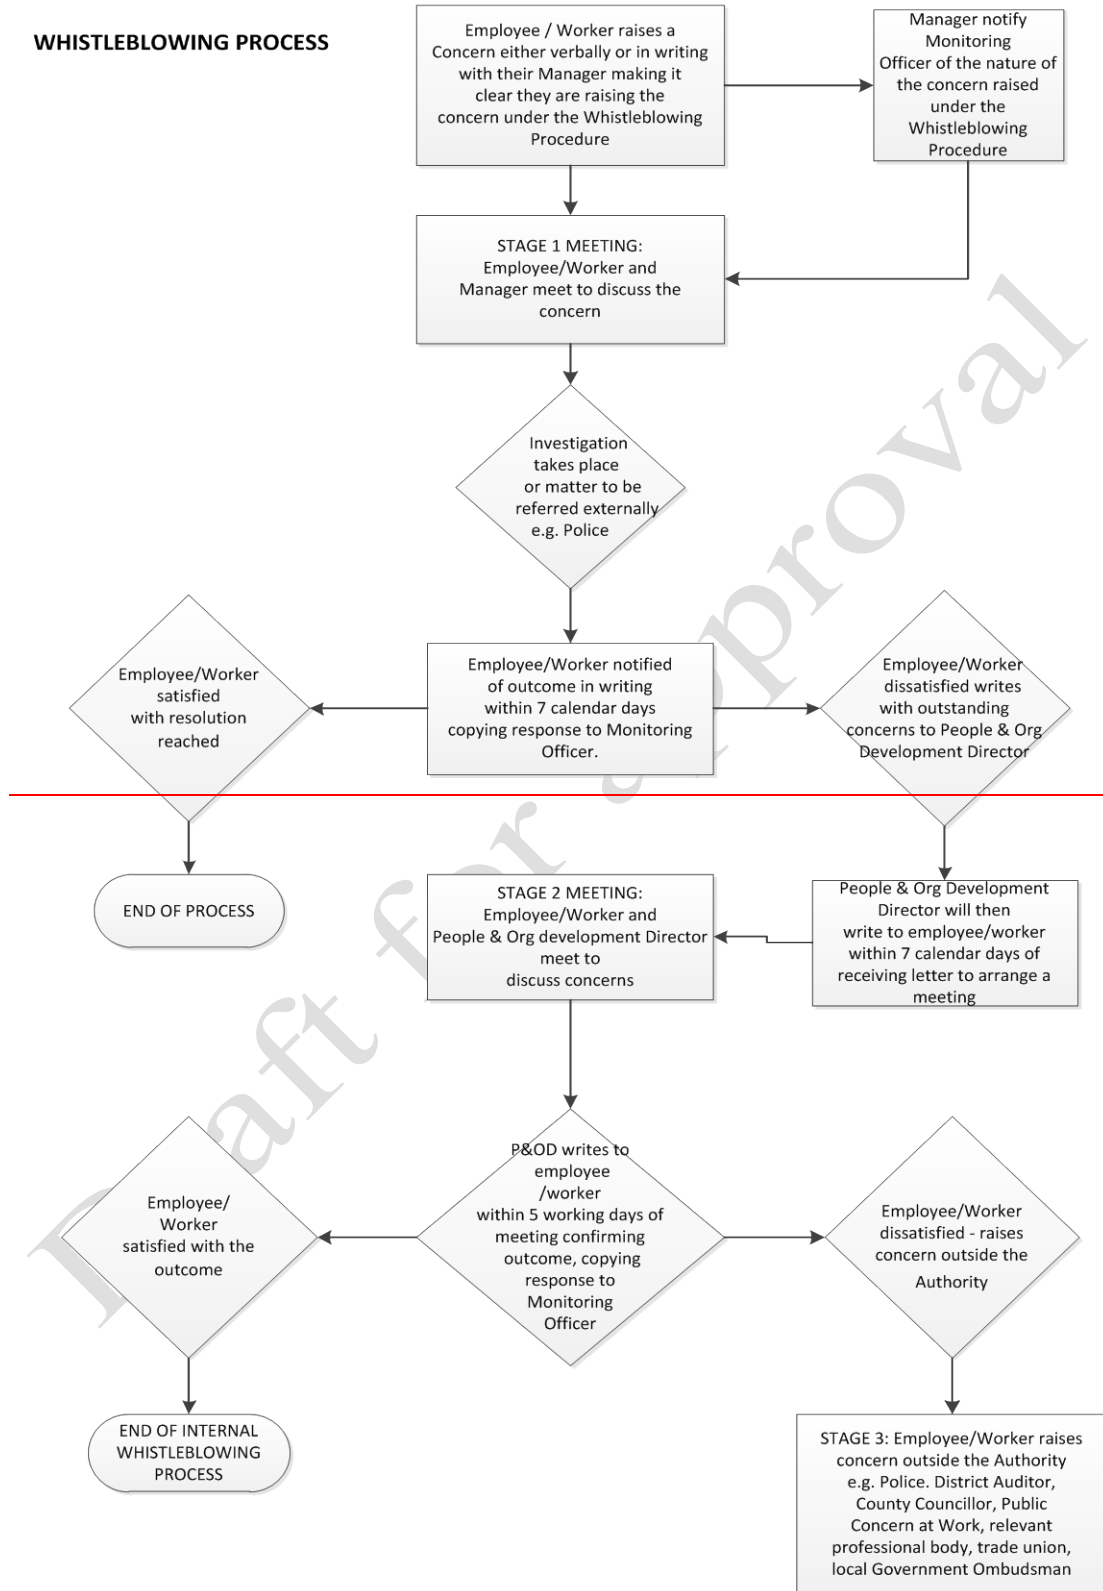 WHISTLEBLOWING PROCESS
Employee / Worker raises a
Concern either verbally or in writing
with their Manager making it
clear they are raising the
concern under the Whistleblowing
Procedure
Manager notify
Monitoring
Officer of the nature of
the concern raised
under the
Whistleblowing
Procedure
STAGE 1 MEETING:
Employee/Worker and
Manager meet to discuss the
concern
Investigation
takes place
or matter to be
referred externally
e.g. Police
Employee/Worker
satisfied
with resolution
reached
Employee/Worker notified
of outcome in writing
within 7 calendar days
copying response to Monitoring
Officer.
Employee/Worker
dissatisfied writes
with outstanding
concerns to People & Org
Development Director
END OF PROCESS
STAGE 2 MEETING:
Employee/Worker and
People & Org development Director
meet to
discuss concerns
People & Org Development
Director will then
write to employee/worker
within 7 calendar days of
receiving letter to arrange a
meeting
Employee/
Worker
satisfied with the
outcome
P&OD writes to
employee
/worker
within 5 working days of
meeting confirming
outcome, copying
response to
Monitoring
Officer
Employee/Worker
dissatisfied - raises
concern outside the
Authority
END OF INTERNAL
WHISTLEBLOWING
PROCESS
STAGE 3: Employee/Worker raises
concern outside the Authority
e.g. Police. District Auditor,
County Councillor, Public
Concern at Work, relevant
professional body, trade union,
local Government Ombudsman
Draft for approval